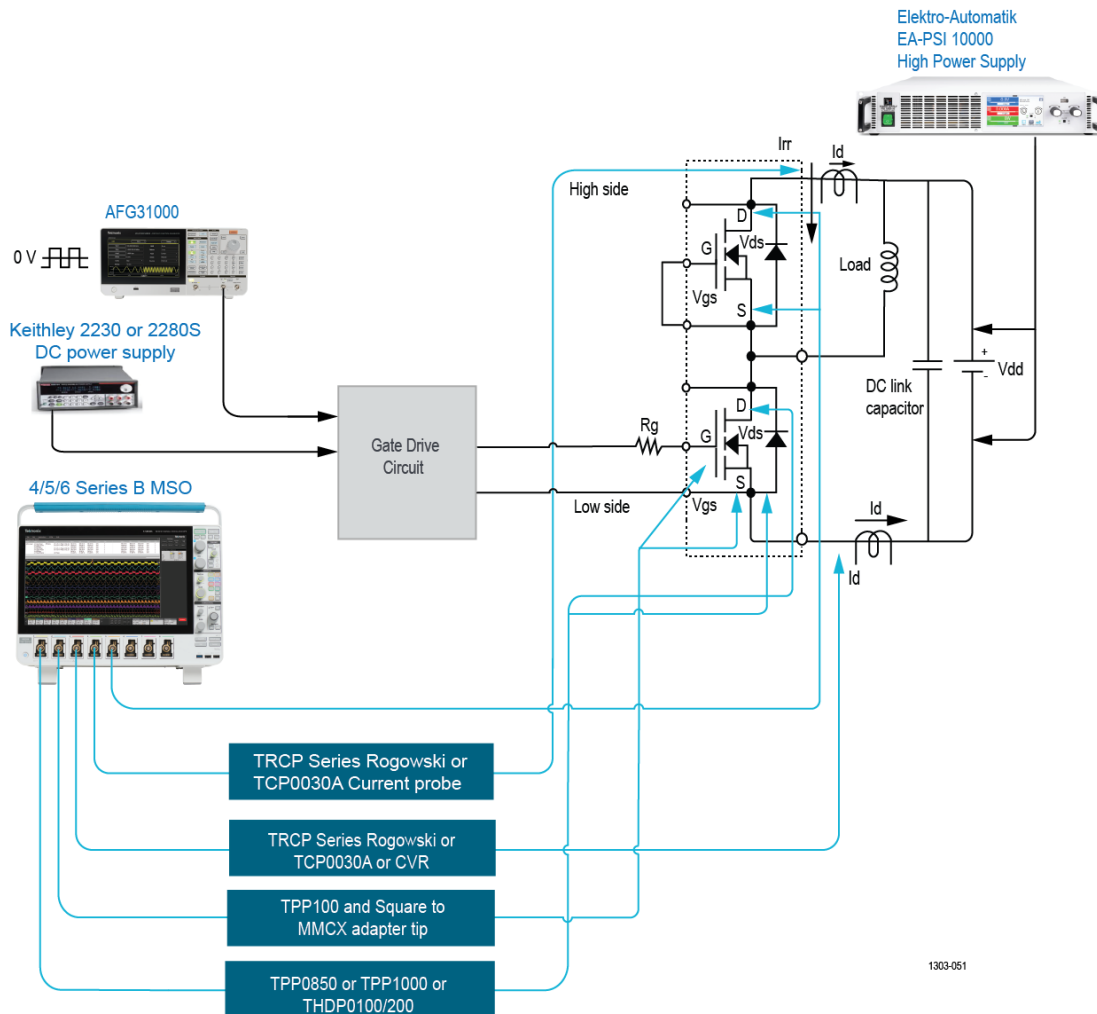 Elektro-Automatik
EA-PSI 10000
High Power Supply
Irr
Id
High side
AFG31000
0 V
D
G
Vds
Load
Vgs
S
Keithley 2230 or 2280S
DC power supply
DC link
capacitor
+
-
Vdd
Gate Drive
Circuit
Rg
D
G
Vds
S
Vgs
Low side
4/5/6 Series B MSO
Id
Id
TRCP Series Rogowski or
TCP0030A Current probe
TRCP Series Rogowski or
TCP0030A or CVR
TPP100 and Square to
MMCX adapter tip
TPP0850 or TPP1000 or
THDP0100/200
1303-051